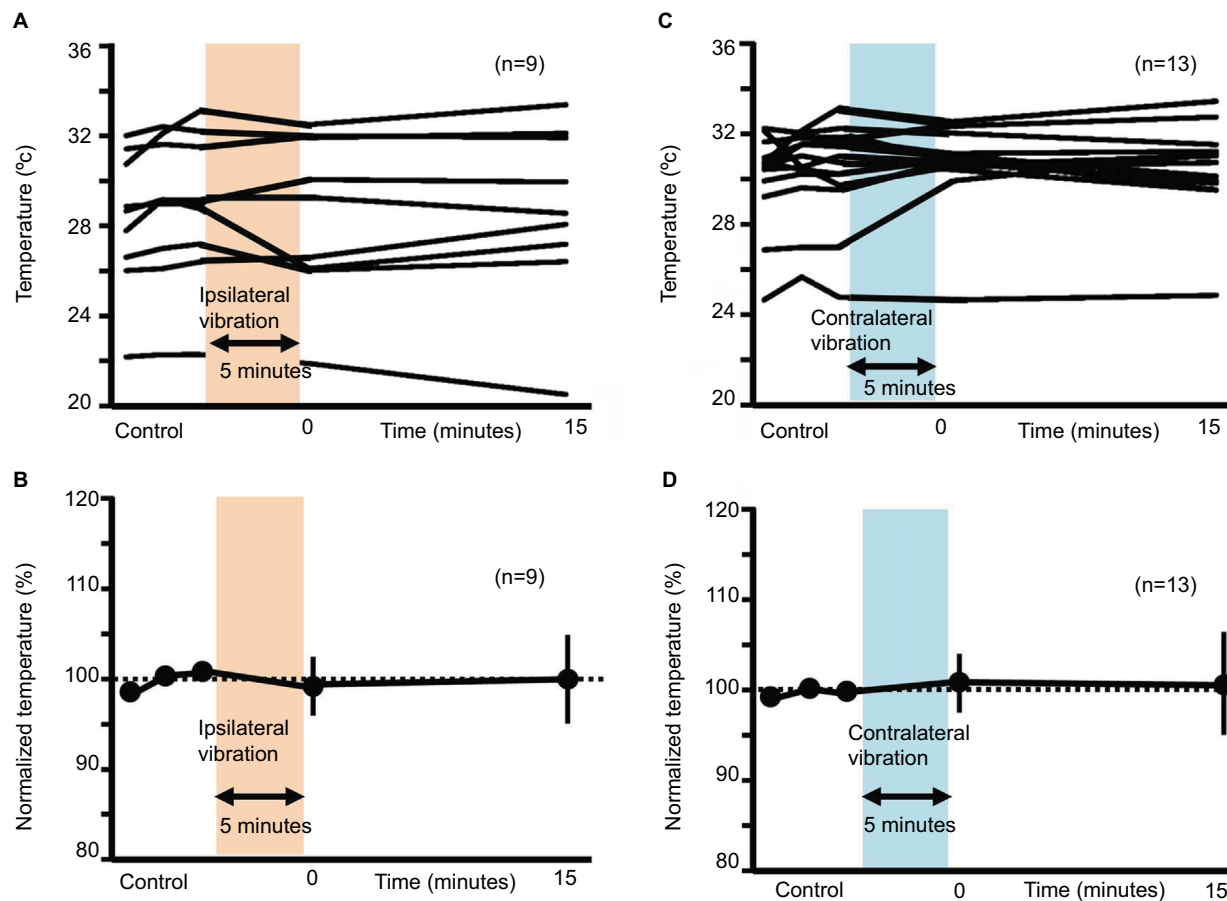 A
36
32
28
24
20
Temperature (ºc)
(n=9)
Ipsilateral
vibration
5 minutes
Control
0
Time (minutes)
15
C
36
32
28
24
20
Temperature (ºc)
(n=13)
Contralateral
vibration
5 minutes
Control
0
Time (minutes)
15
B
120
110
100
90
80
Normalized temperature (%)
(n=9)
Ipsilateral
vibration
5 minutes
Control
0
Time (minutes)
15
D
120
110
100
90
80
Normalized temperature (%)
(n=13)
Contralateral
vibration
5 minutes
Control
0
Time (minutes)
15